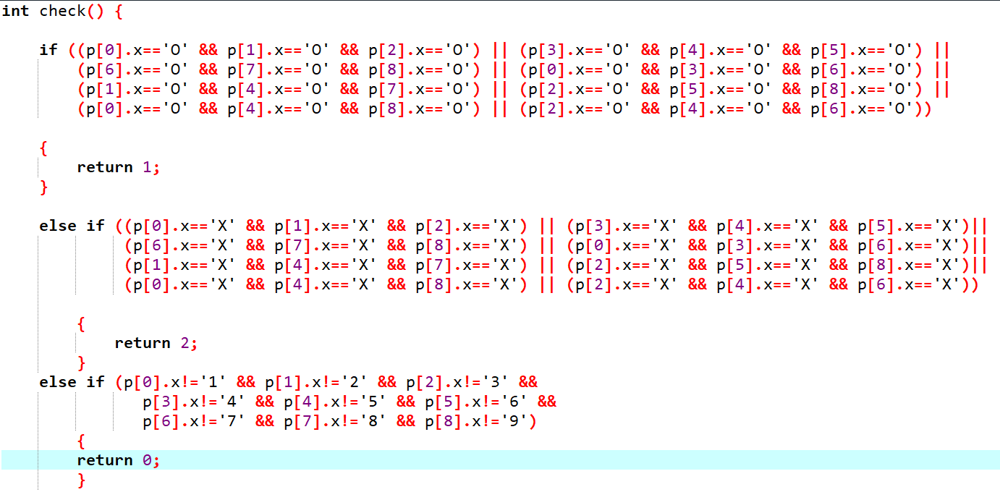 int check() {
if ((p[0].x=='O' && p[1].x=='O' && p[2].x=='O') || (p[3].x=='O' && p[4].x=='O' && p[5].x=='O') ||
(p[6].x=='O' && p[7].x=='O' && p[8].x=='O') || (p[0].x=='O' && p[3].x=='O' && p[6].x=='O') ||
(p[1].x=='O' && p[4].x=='O' && p[7].x=='O') || (p[2].x=='O' && p[5].x=='O' && p[8].x=='O') ||
(p[0].x=='O' && p[4].x=='O' && p[8].x=='O') || (p[2].x=='O' && p[4].x=='O' && p[6].x=='O'))
{
return 1;
}
else if ((p[0].x=='X' && p[1].x=='X' && p[2].x=='X') || (p[3].x=='X' && p[4].x=='X' && p[5].x=='X')||
(p[6].x=='X' && p[7].x=='X' && p[8].x=='X') || (p[0].x=='X' && p[3].x=='X' && p[6].x=='X')||
(p[1].x=='X' && p[4].x=='X' && p[7].x=='X') || (p[2].x=='X' && p[5].x=='X' && p[8].x=='X')||
(p[0].x=='X' && p[4].x=='X' && p[8].x=='X') || (p[2].x=='X' && p[4].x=='X' && p[6].x=='X'))
{
return 2;
}
else if (p[0].x!='1' && p[1].x!='2' && p[2].x!='3' &&
p[3].x!='4' && p[4].x!='5' && p[5].x!='6' &&
p[6].x!='7' && p[7].x!='8' && p[8].x!='9')
{
return 0;
}